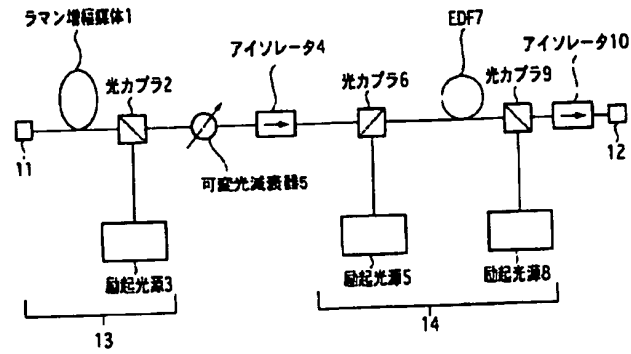 ラマン増幅媒体1
光カプラ2
アイソレータ4
光カプラ6
EDF7
光カプラ9
アイソレータ10
11
可変光減衰器5
12
励起光源3
励起光源5
励起光源8
13
14